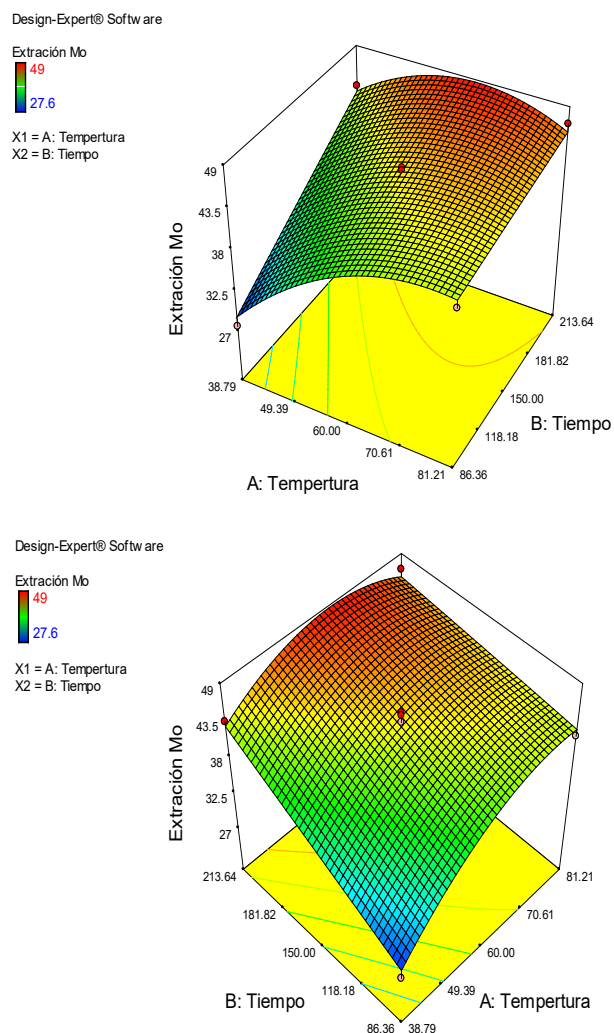 Design-Expert® Software
Extración Mo
49
27.6
X1 = A: Tempertura
X2 = B: Tiempo
49
43.5
38
32.5
27
Extración Mo
38.79
49.39
60.00
70.61
81.21
A: Tempertura
86.36
118.18
150.00
181.82
213.64
B: Tiempo
Design-Expert® Software
Extración Mo
49
27.6
X1 = A: Tempertura
X2 = B: Tiempo
49
43.5
38
32.5
27
Extración Mo
213.64
181.82
150.00
118.18
86.36
B: Tiempo
38.79
49.39
60.00
70.61
81.21
A: Tempertura